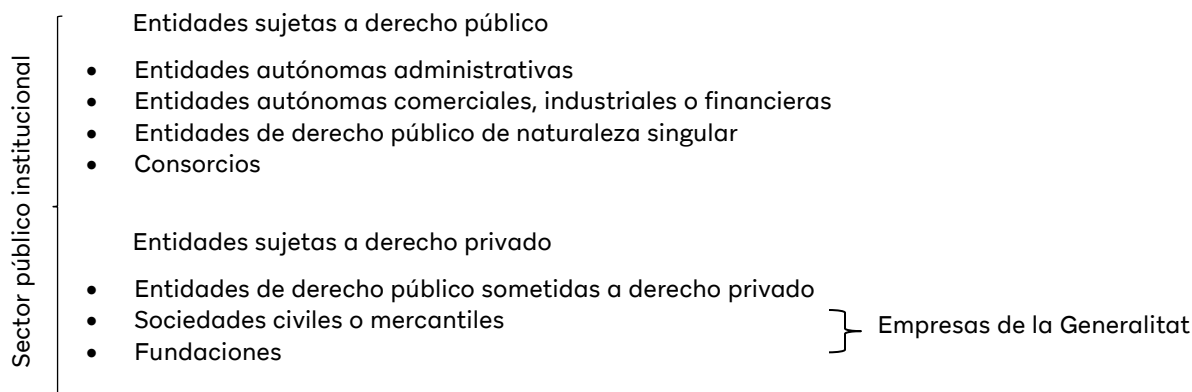 Sector público institucional
Entidades sujetas a derecho público
• Entidades autónomas administrativas
• Entidades autónomas comerciales, industriales o financieras
• Entidades de derecho público de naturaleza singular
• Consorcios
Entidades sujetas a derecho privado
• Entidades de derecho público sometidas a derecho privado
• Sociedades civiles o mercantiles
• Fundaciones
Empresas de la Generalitat